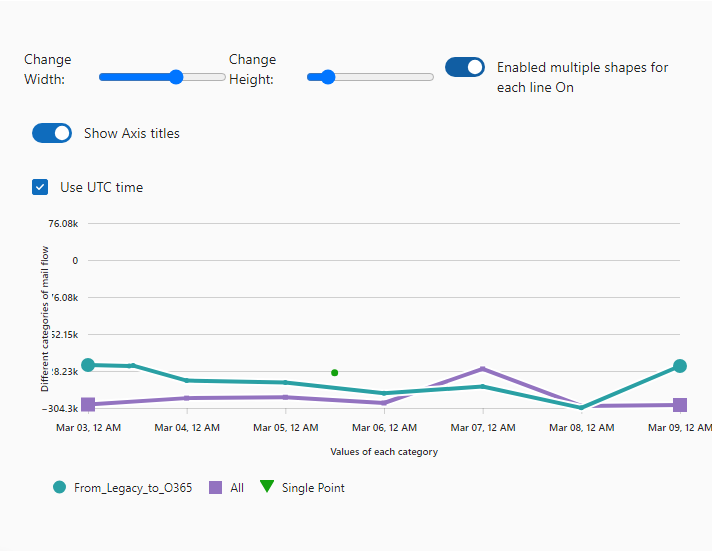 Change
Width:
Change
Height:
Enabled multiple shapes for
each line On
Show Axis titles
Use UTC time
76.08k
0
76.08k
52.15k
8.23k
−304.3k
Different categories of mail flow
Mar 03, 12 AM Mar 04, 12 AM Mar 05, 12 AM Mar 06, 12 AM Mar 07, 12 AM Mar 08, 12 AM Mar 09, 12 AM
Values of each category
From_Legacy_to_O365 All Single Point